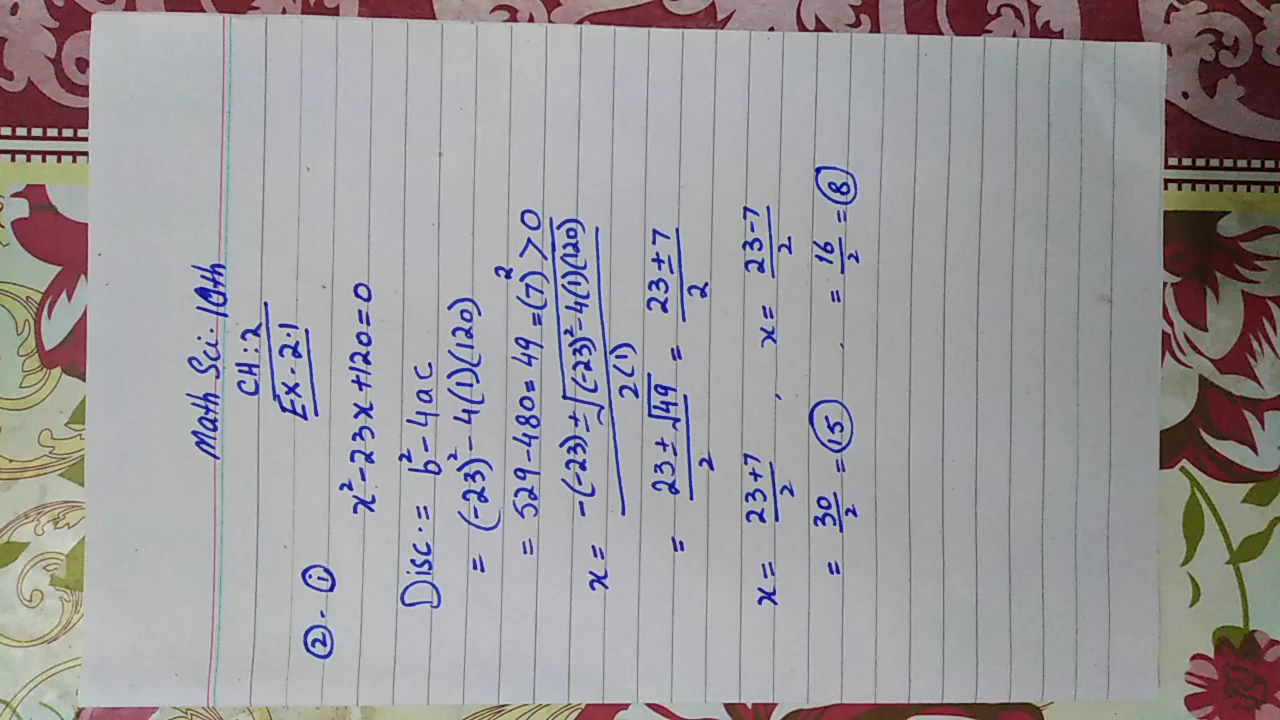 Math Sci. 10th
CH:2
Ex-2.1
②-①
x²-23x+120=0
Disc.= b²-4ac
= (-23)²-4(1)(120)
= 529-480=49=(7)²>0
x= -(-23)±√(-23)²-4(1)(120) / 2(1)
= 23±√49 / 2 = 23±7 / 2
x= 23+7 / 2 , x= 23-7 / 2
= 30/2 =⑮ , = 16/2 =⑧